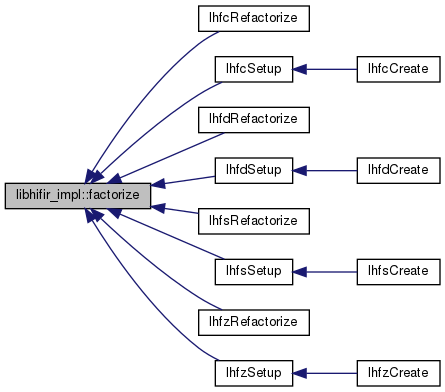 lhfcRefactorize
lhfcSetup
lhfcCreate
lhfdRefactorize
lhfdSetup
lhfdCreate
libhifir_impl::factorize
lhfsRefactorize
lhfsSetup
lhfsCreate
lhfzRefactorize
lhfzSetup
lhfzCreate